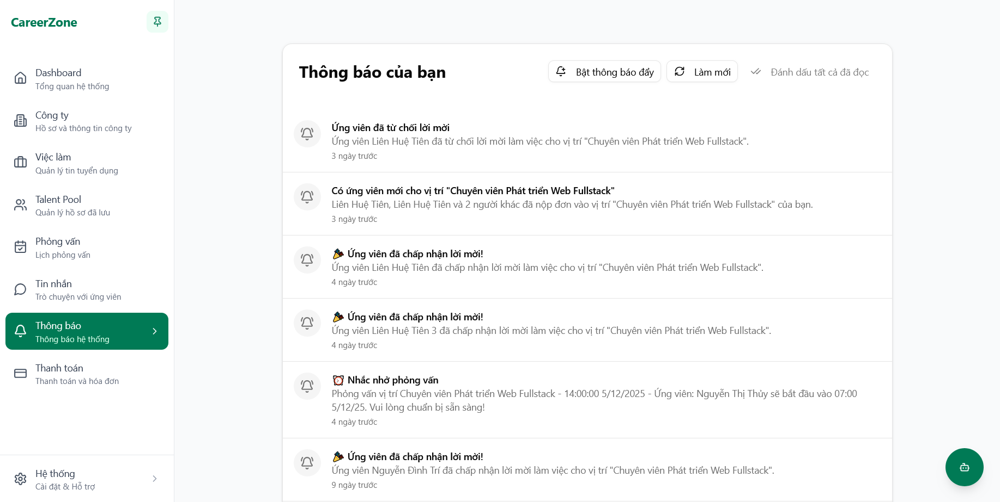 CareerZone
Dashboard
Tổng quan hệ thống
Công ty
Hồ sơ và thông tin công ty
Việc làm
Quản lý tin tuyển dụng
Talent Pool
Quản lý hồ sơ đã lưu
Phỏng vấn
Lịch phỏng vấn
Tin nhắn
Trò chuyện với ứng viên
Thông báo
Thông báo hệ thống
Thanh toán
Thanh toán và hóa đơn
Hệ thống
Cài đặt & Hỗ trợ
Thông báo của bạn
Bật thông báo đẩy
Làm mới
Đánh dấu tất cả đã đọc
Ứng viên đã từ chối lời mời
Ứng viên Liên Huệ Tiên đã từ chối lời mời làm việc cho vị trí "Chuyên viên Phát triển Web Fullstack".
3 ngày trước
Có ứng viên mới cho vị trí "Chuyên viên Phát triển Web Fullstack"
Liên Huệ Tiên, Liên Huệ Tiên và 2 người khác đã nộp đơn vào vị trí "Chuyên viên Phát triển Web Fullstack" của bạn.
3 ngày trước
🎉 Ứng viên đã chấp nhận lời mời!
Ứng viên Liên Huệ Tiên đã chấp nhận lời mời làm việc cho vị trí "Chuyên viên Phát triển Web Fullstack".
4 ngày trước
🎉 Ứng viên đã chấp nhận lời mời!
Ứng viên Liên Huệ Tiên 3 đã chấp nhận lời mời làm việc cho vị trí "Chuyên viên Phát triển Web Fullstack".
4 ngày trước
⏰ Nhắc nhở phỏng vấn
Phỏng vấn vị trí Chuyên viên Phát triển Web Fullstack - 14:00:00 5/12/2025 - Ứng viên: Nguyễn Thị Thủy sẽ bắt đầu vào 07:00
5/12/25. Vui lòng chuẩn bị sẵn sàng!
4 ngày trước
🎉 Ứng viên đã chấp nhận lời mời!
Ứng viên Nguyễn Đình Trí đã chấp nhận lời mời làm việc cho vị trí "Chuyên viên Phát triển Web Fullstack".
9 ngày trước